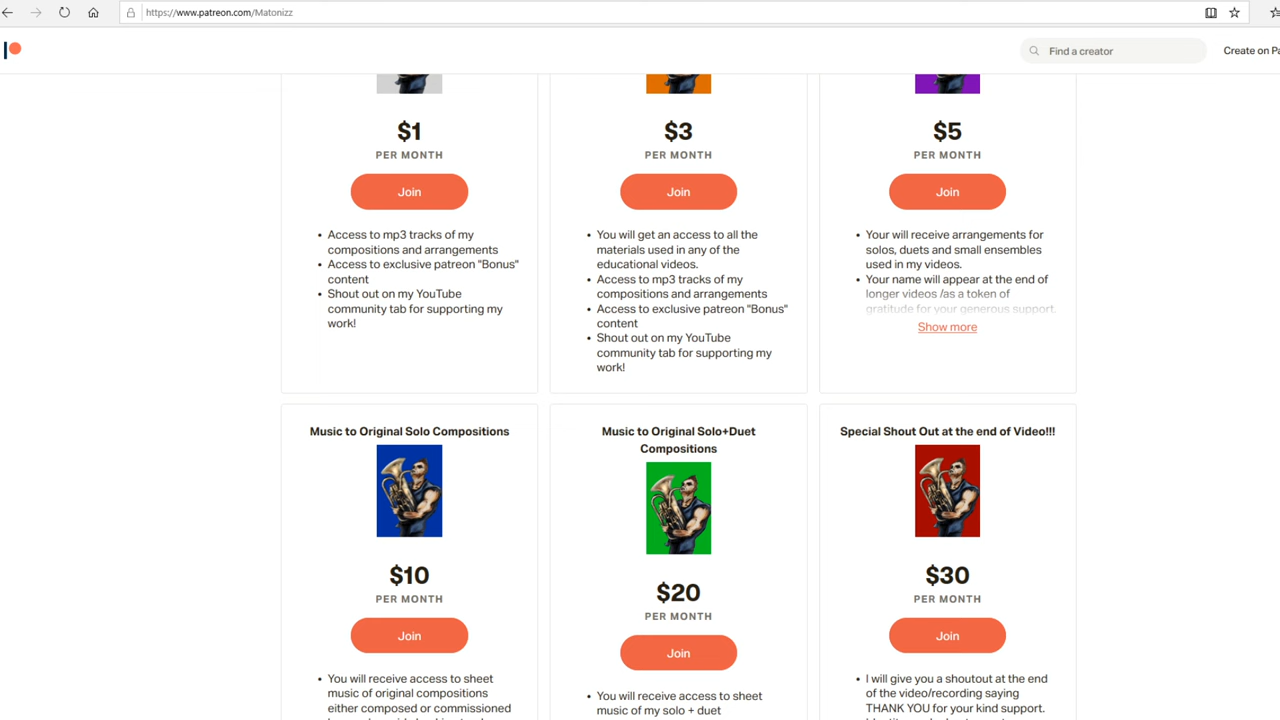 https://www.patreon.com/Matonizz
Find a creator
Create on Pa
$1
PER MONTH
Join
• Access to mp3 tracks of my
compositions and arrangements
• Access to exclusive patreon "Bonus"
content
• Shout out on my YouTube
community tab for supporting my
work!
$3
PER MONTH
Join
• You will get an access to all the
materials used in any of the
educational videos.
• Access to mp3 tracks of my
compositions and arrangements
• Access to exclusive patreon "Bonus"
content
• Shout out on my YouTube
community tab for supporting my
work!
$5
PER MONTH
Join
• Your will receive arrangements for
solos, duets and small ensembles
used in my videos.
• Your name will appear at the end of
longer videos /as a token of
gratitude for your generous support.
Show more
Music to Original Solo Compositions
$10
PER MONTH
Join
• You will receive access to sheet
music of original compositions
either composed or commissioned
Music to Original Solo+Duet
Compositions
$20
PER MONTH
Join
• You will receive access to sheet
music of my solo + duet
Special Shout Out at the end of Video!!!
$30
PER MONTH
Join
• I will give you a shoutout at the end
of the video/recording saying
THANK YOU for your kind support.